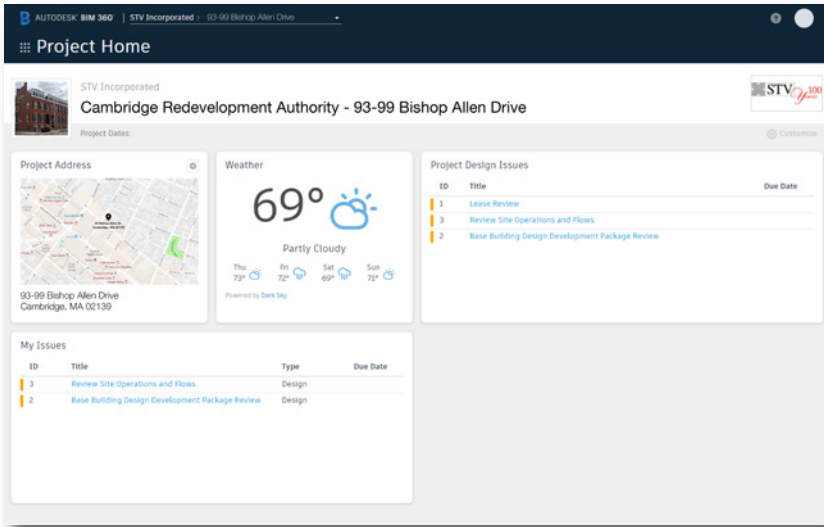 AUTODESK® BIM 360™ | STV Incorporated > 93-99 Bishop Allen Drive
?
Project Home
STV Incorporated
Cambridge Redevelopment Authority - 93-99 Bishop Allen Drive
STV 100 Years
Project Dates:
Customize
Project Address
93-99 Bishop Allen Drive
Cambridge, MA 02139
Weather
69°
Partly Cloudy
Thu Fri Sat Sun
73° 72° 69° 71°
Powered by Dark Sky
Project Design Issues
ID Title Due Date
1 Lease Review
3 Review Site Operations and Flows
2 Base Building Design Development Package Review
My Issues
ID Title Type Due Date
3 Review Site Operations and Flows Design
2 Base Building Design Development Package Review Design